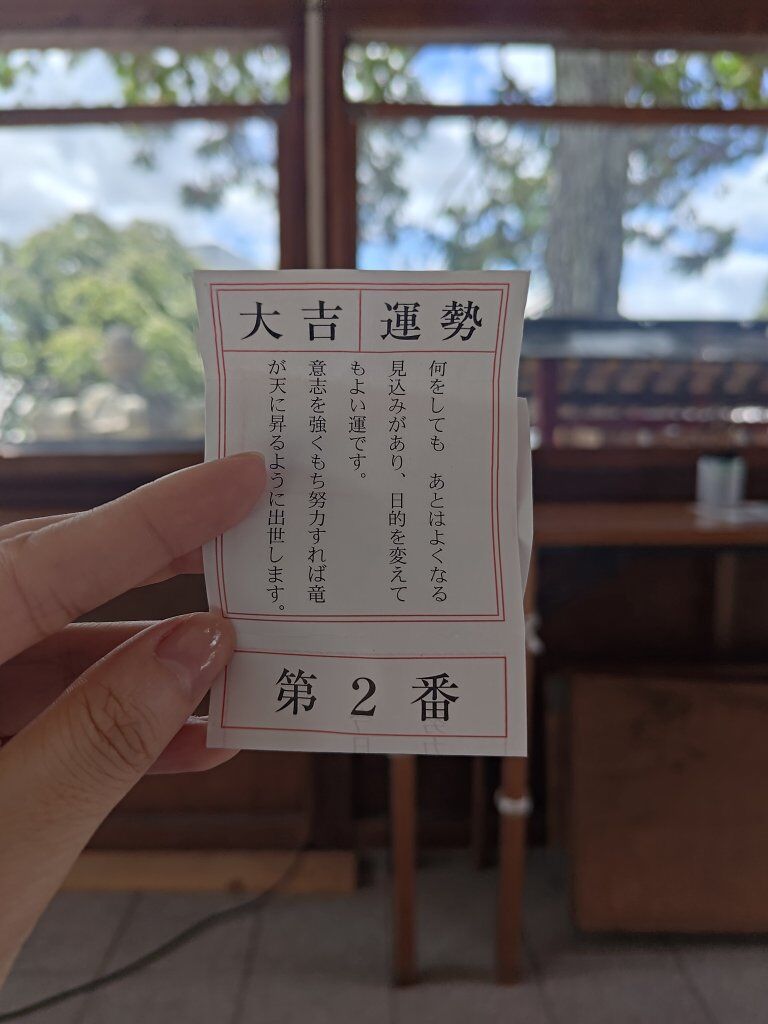 運勢
大吉
何をしても あとはよくなる
見込みがあり、目的を変えて
もよい運です。
意志を強くもち努力すれば竜
が天に昇るように出世します。
第2番